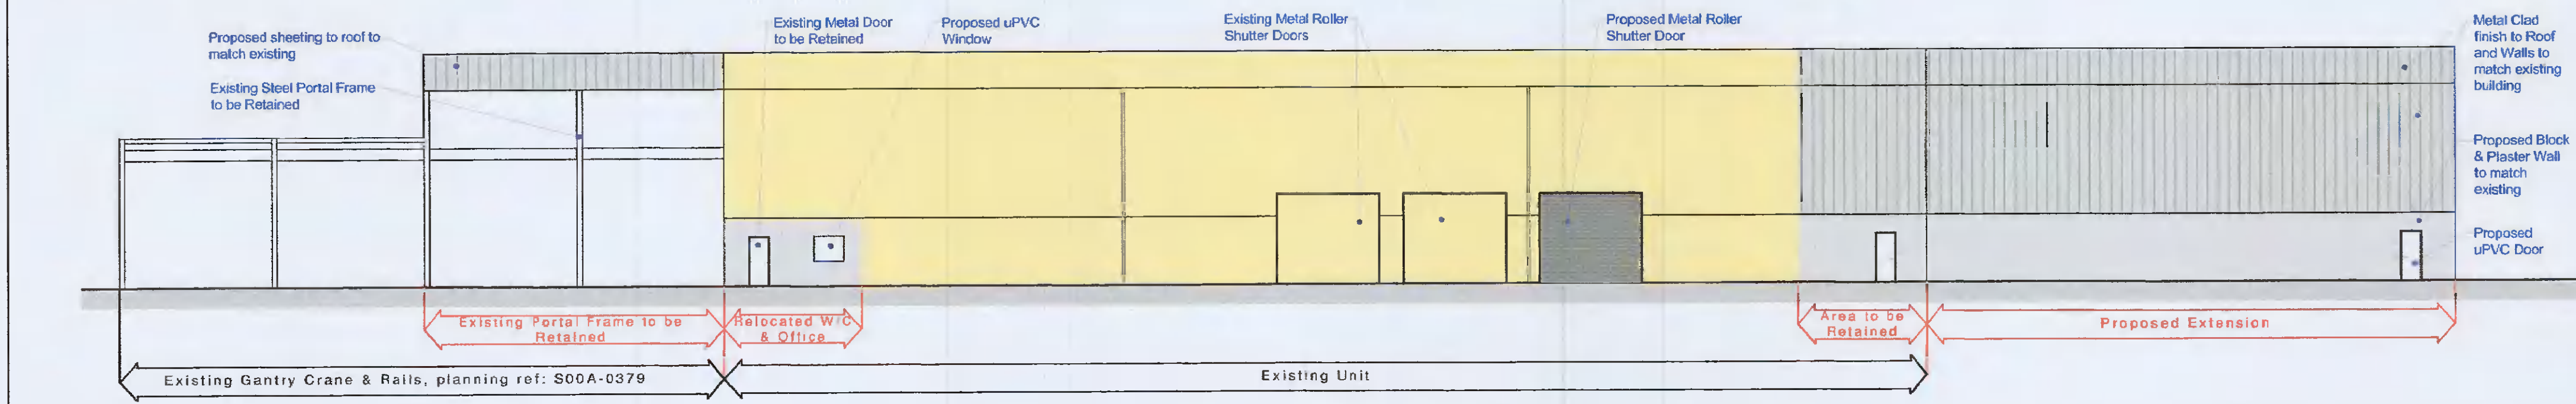 Proposed sheeting to roof to
match existing
Existing Steel Portal Frame
to be Retained
Existing Metal Door
to be Retained
Proposed uPVC
Window
Existing Metal Roller
Shutter Doors
Proposed Metal Roller
Shutter Door
Metal Clad
finish to Roof
and Walls to
match existing
building
Proposed Block
& Plaster Wall
to match
existing
Proposed
uPVC Door
Existing Portal Frame to be
Retained
Relocated W/C
& Office
Area to be
Retained
Proposed Extension
Existing Gantry Crane & Rails, planning ref: S00A-0379
Existing Unit